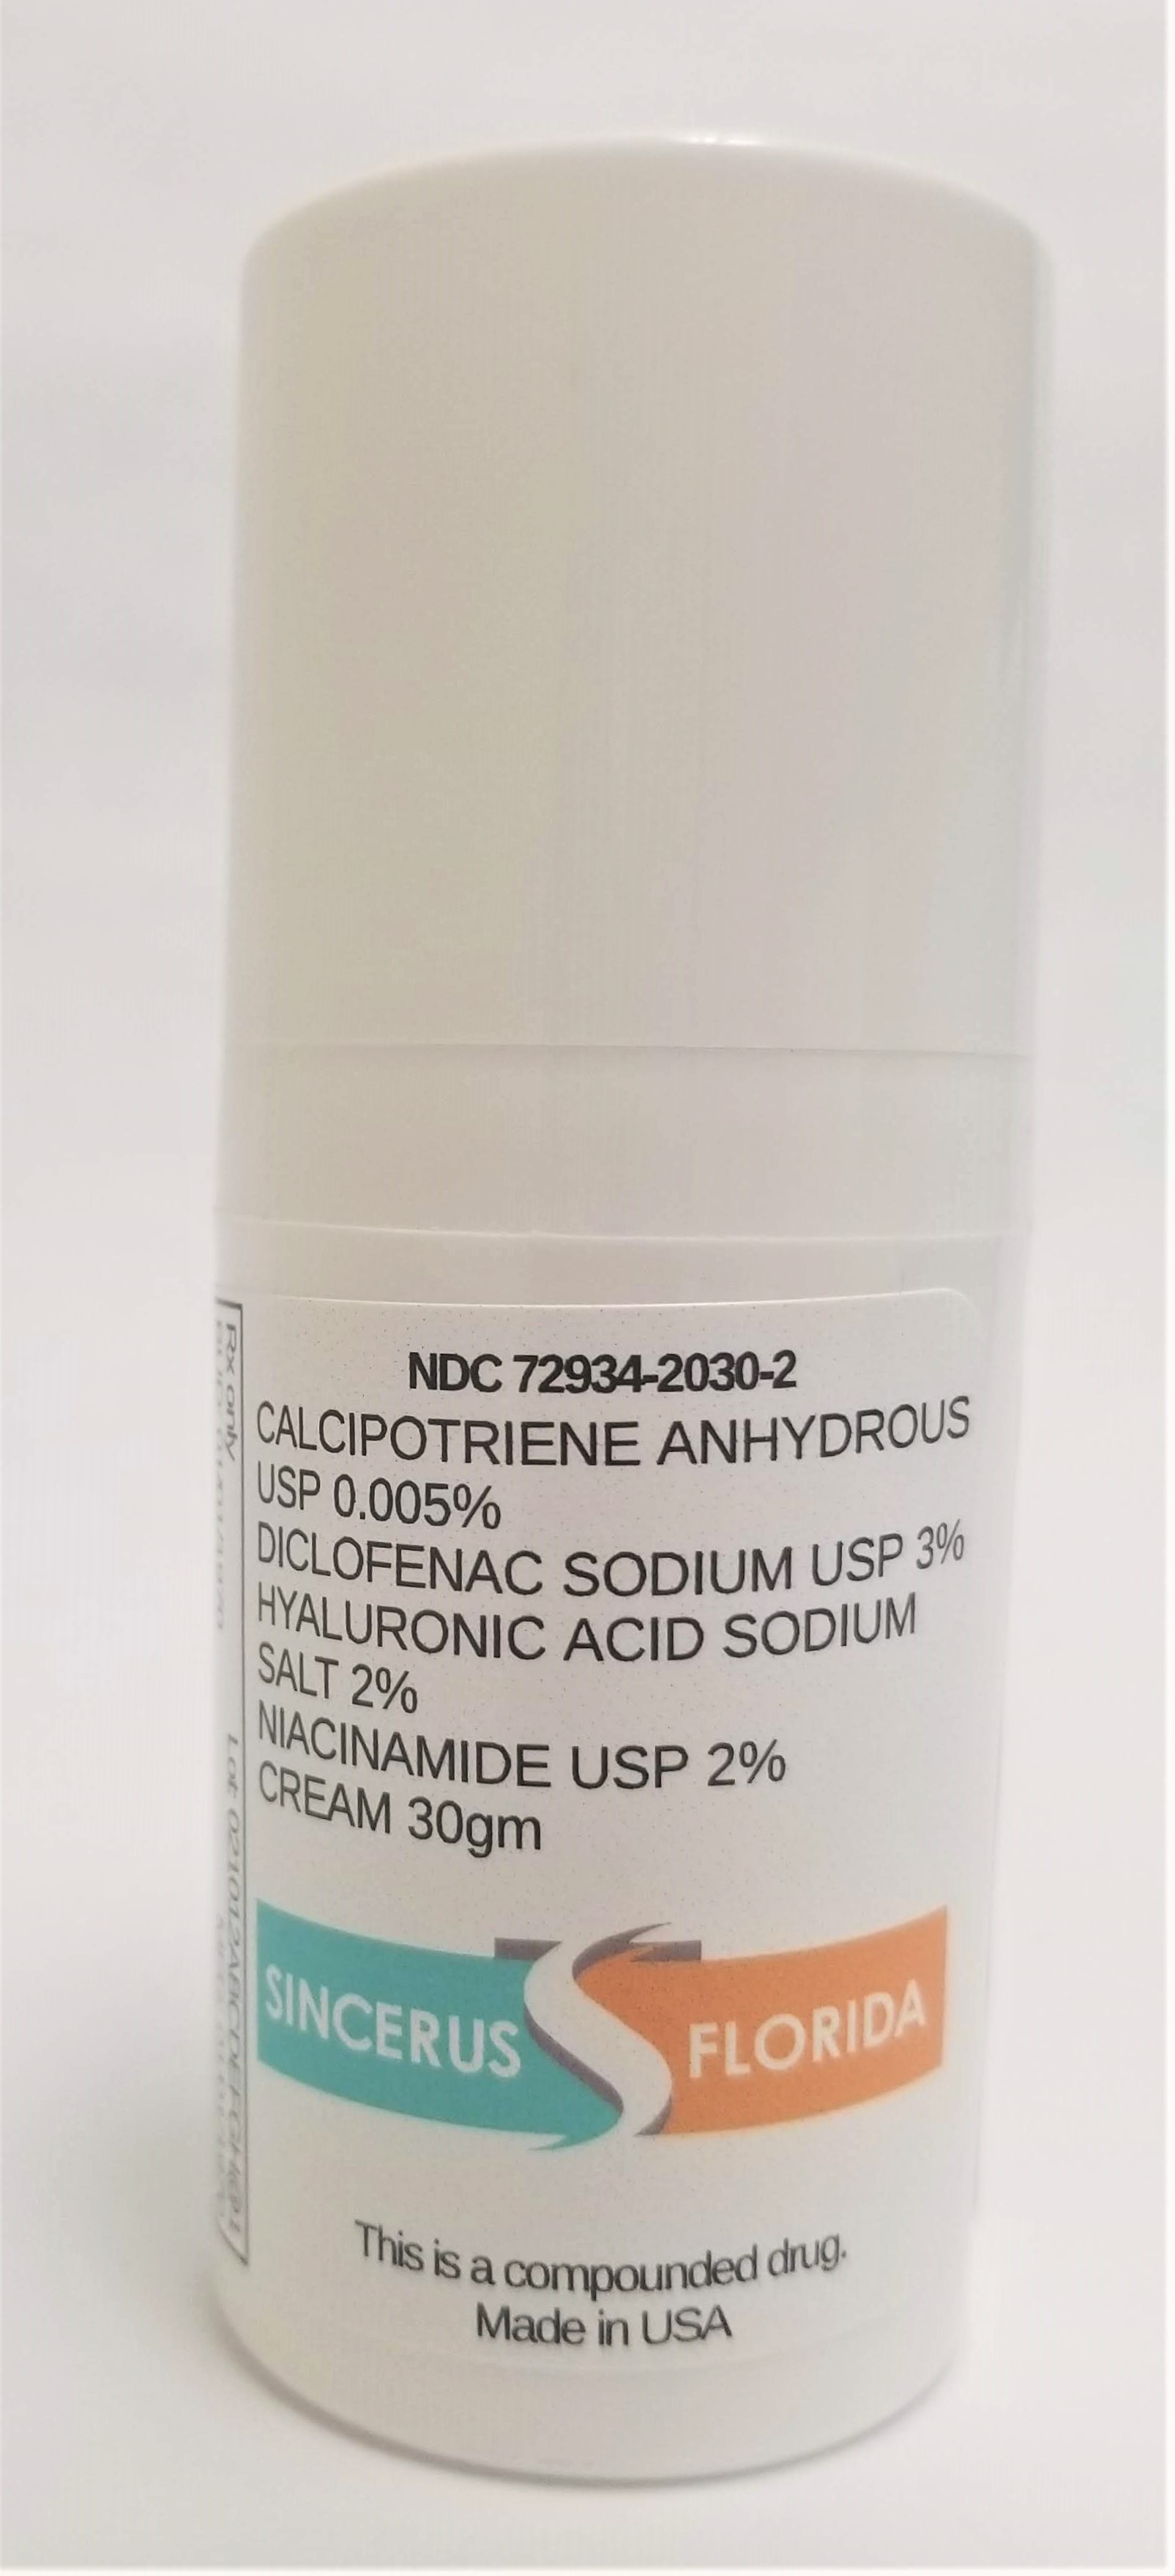 NDC 72934-2030-2
CALCIPOTRIENE ANHYDROUS
USP 0.005%
DICLOFENAC SODIUM USP 3%
HYALURONIC ACID SODIUM
SALT 2%
NIACINAMIDE USP 2%
CREAM 30gm
SINCERUS FLORIDA
This is a compounded drug.
Made in USA
Rx only